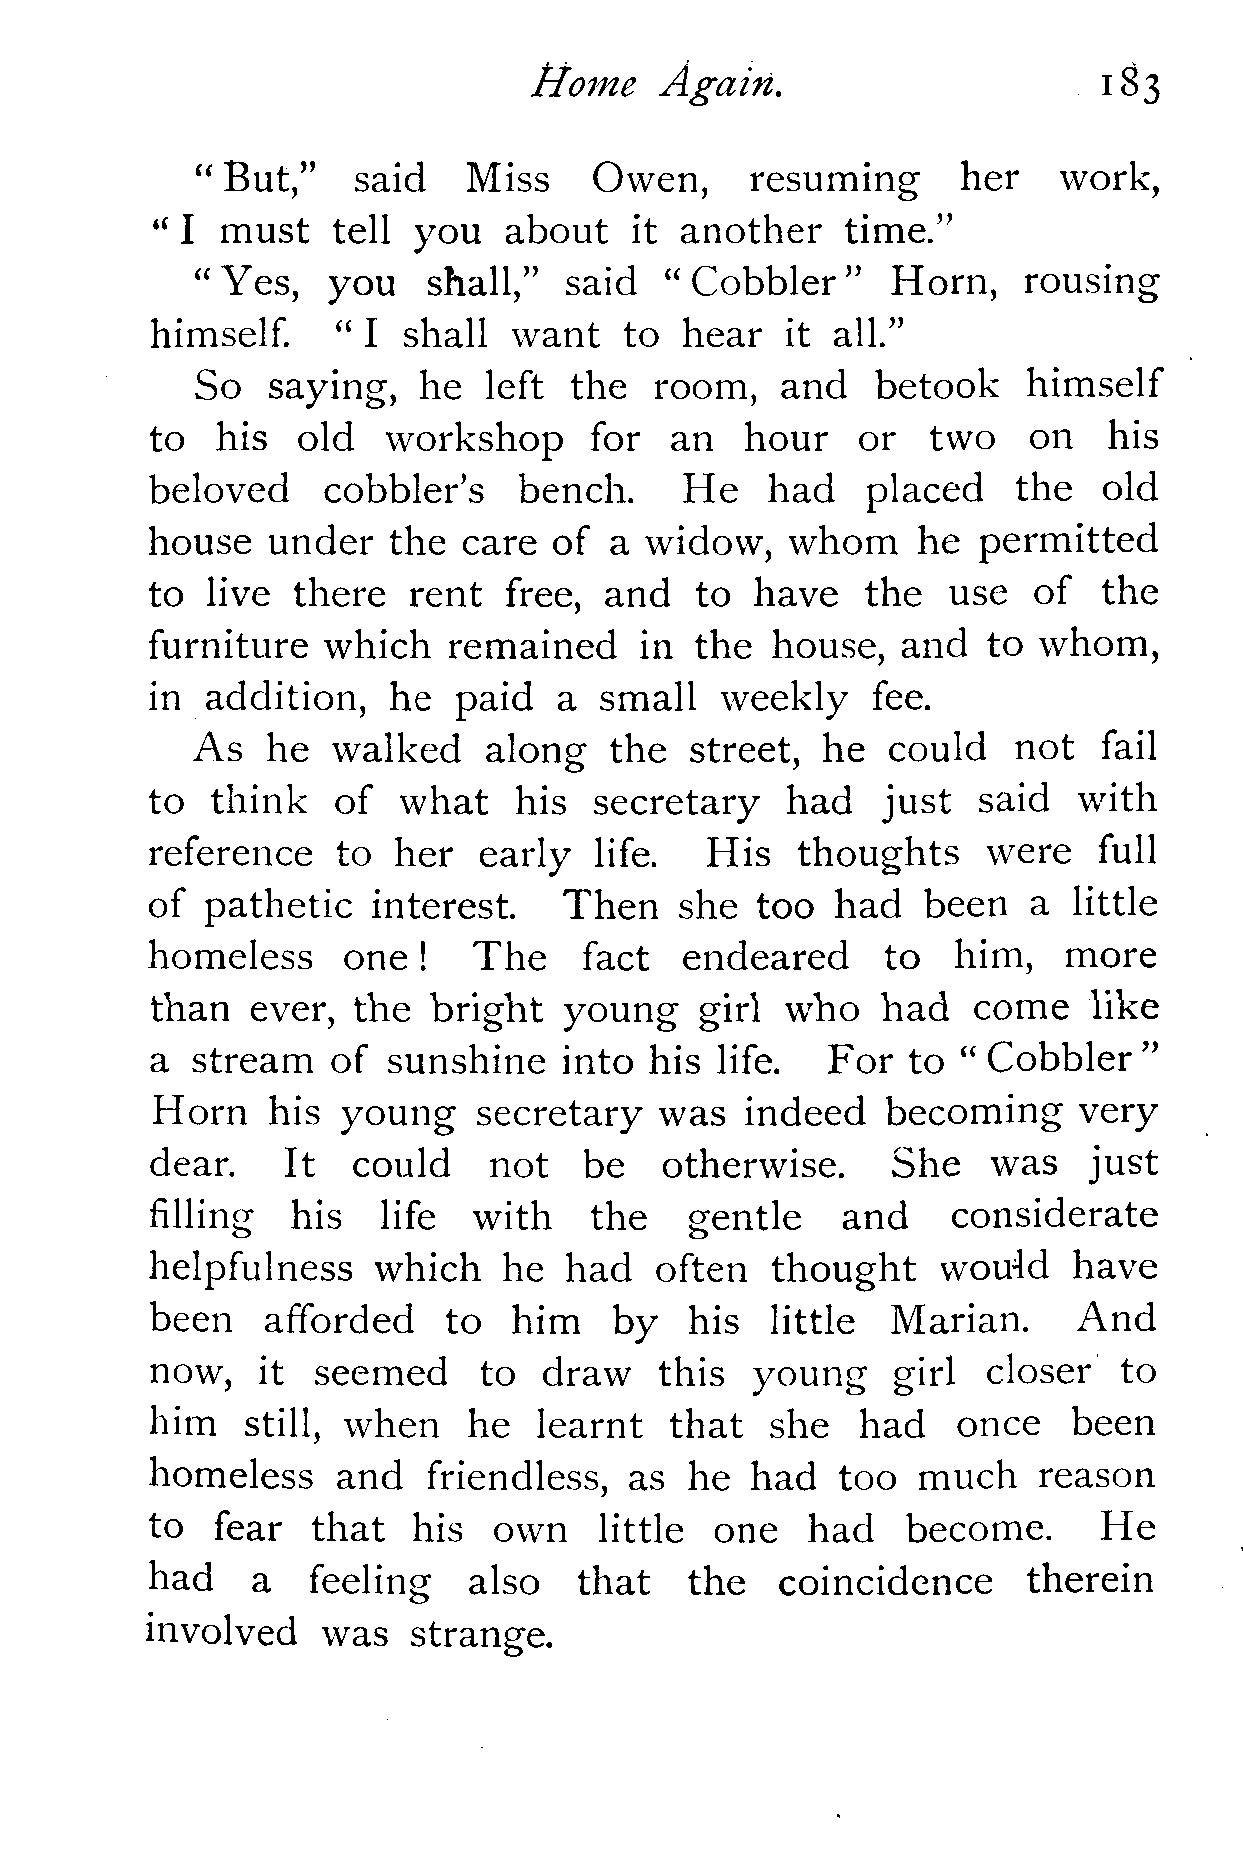 Home Again. 183
" But," said Miss Owen, resuming her work,
" I must tell you about it another time."
" Yes, you shall," said " Cobbler " Horn, rousing
himself. " I shall want to hear it all."
So saying, he left the room, and betook himself
to his old workshop for an hour or two on his
beloved cobbler's bench. He had placed the old
house under the care of a widow, whom he permitted
to live there rent free, and to have the use of the
furniture which remained in the house, and to whom,
in addition, he paid a small weekly fee.
As he walked along the street, he could not fail
to think of what his secretary had just said with
reference to her early life. His thoughts were full
of pathetic interest. Then she too had been a little
homeless one ! The fact endeared to him, more
than ever, the bright young girl who had come like
a stream of sunshine into his life. For to " Cobbler "
Horn his young secretary was indeed becoming very
dear. It could not be otherwise. She was just
filling his life with the gentle and considerate
helpfulness which he had often thought would have
been afforded to him by his little Marian. And
now, it seemed to draw this young girl closer to
him still, when he learnt that she had once been
homeless and friendless, as he had too much reason
to fear that his own little one had become. He
had a feeling also that the coincidence therein
involved was strange.